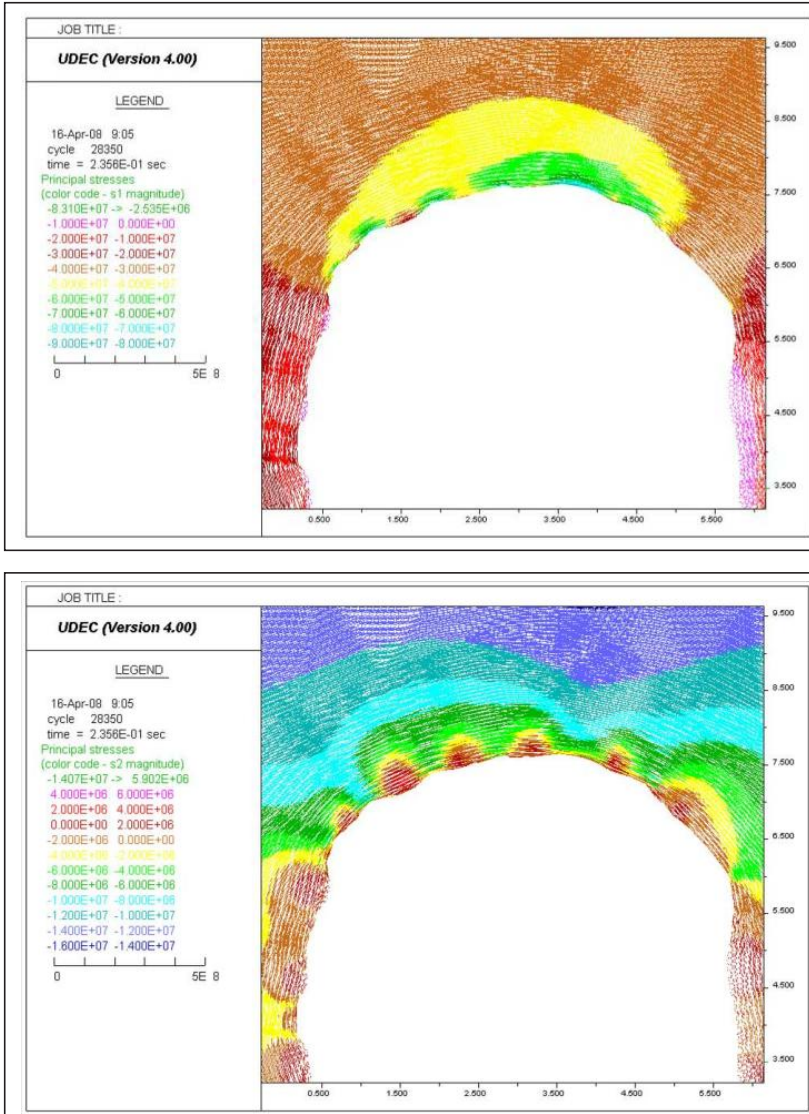 JOB TITLE :
UDEC (Version 4.00)
LEGEND
16-Apr-08 9:05
cycle 28350
time = 2.356E-01 sec
Principal stresses
(color code - s1 magnitude)
-8.310E+07 -> -2.535E+06
-1.000E+07 0.000E+00
-2.000E+07 -1.000E+07
-3.000E+07 -2.000E+07
-4.000E+07 -3.000E+07
-5.000E+07 -4.000E+07
-6.000E+07 -5.000E+07
-7.000E+07 -6.000E+07
-8.000E+07 -7.000E+07
-9.000E+07 -8.000E+07
0 5E 8
9.500
8.500
7.500
6.500
5.500
4.500
3.500
0.500 1.500 2.500 3.500 4.500 5.500
JOB TITLE :
UDEC (Version 4.00)
LEGEND
16-Apr-08 9:05
cycle 28350
time = 2.356E-01 sec
Principal stresses
(color code - s2 magnitude)
-1.407E+07 -> 5.902E+06
4.000E+06 6.000E+06
2.000E+06 4.000E+06
0.000E+00 2.000E+06
-2.000E+06 0.000E+00
-4.000E+06 -2.000E+06
-6.000E+06 -4.000E+06
-8.000E+06 -6.000E+06
-1.000E+07 -8.000E+06
-1.200E+07 -1.000E+07
-1.400E+07 -1.200E+07
-1.600E+07 -1.400E+07
0 5E 8
9.500
8.500
7.500
6.500
5.500
4.500
3.500
0.500 1.500 2.500 3.500 4.500 5.500